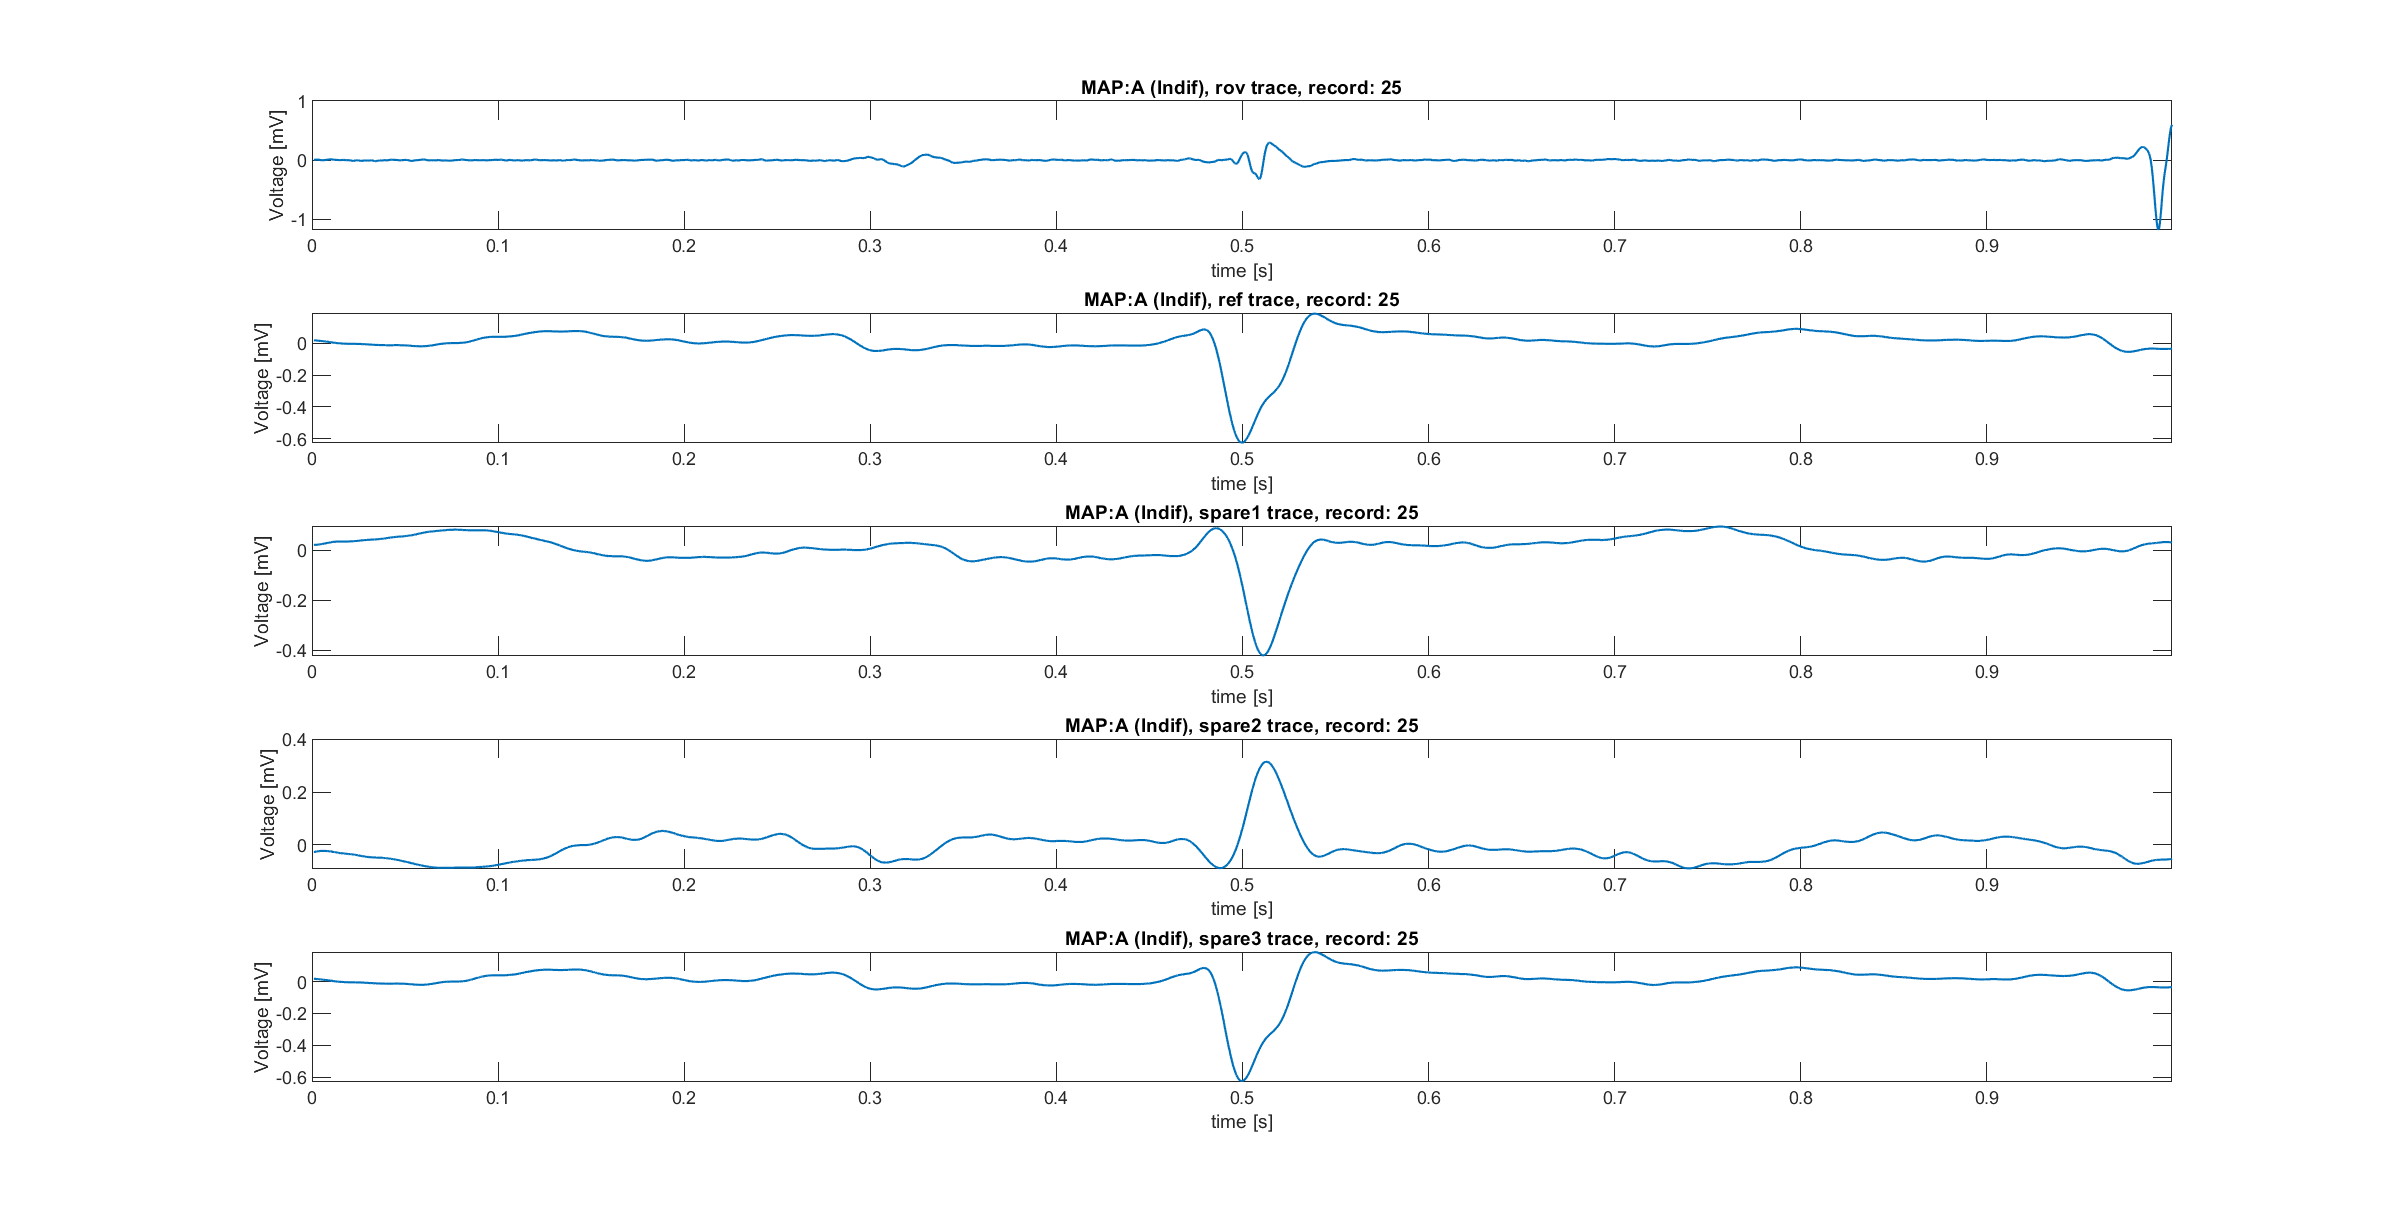 MAP:A (Indif), rov trace, record: 25
Voltage [mV]
1
0
-1
0 0.1 0.2 0.3 0.4 0.5 0.6 0.7 0.8 0.9
time [s]
MAP:A (Indif), ref trace, record: 25
Voltage [mV]
0
-0.2
-0.4
-0.6
0 0.1 0.2 0.3 0.4 0.5 0.6 0.7 0.8 0.9
time [s]
MAP:A (Indif), spare1 trace, record: 25
Voltage [mV]
0
-0.2
-0.4
0 0.1 0.2 0.3 0.4 0.5 0.6 0.7 0.8 0.9
time [s]
MAP:A (Indif), spare2 trace, record: 25
Voltage [mV]
0.4
0.2
0
0 0.1 0.2 0.3 0.4 0.5 0.6 0.7 0.8 0.9
time [s]
MAP:A (Indif), spare3 trace, record: 25
Voltage [mV]
0
-0.2
-0.4
-0.6
0 0.1 0.2 0.3 0.4 0.5 0.6 0.7 0.8 0.9
time [s]